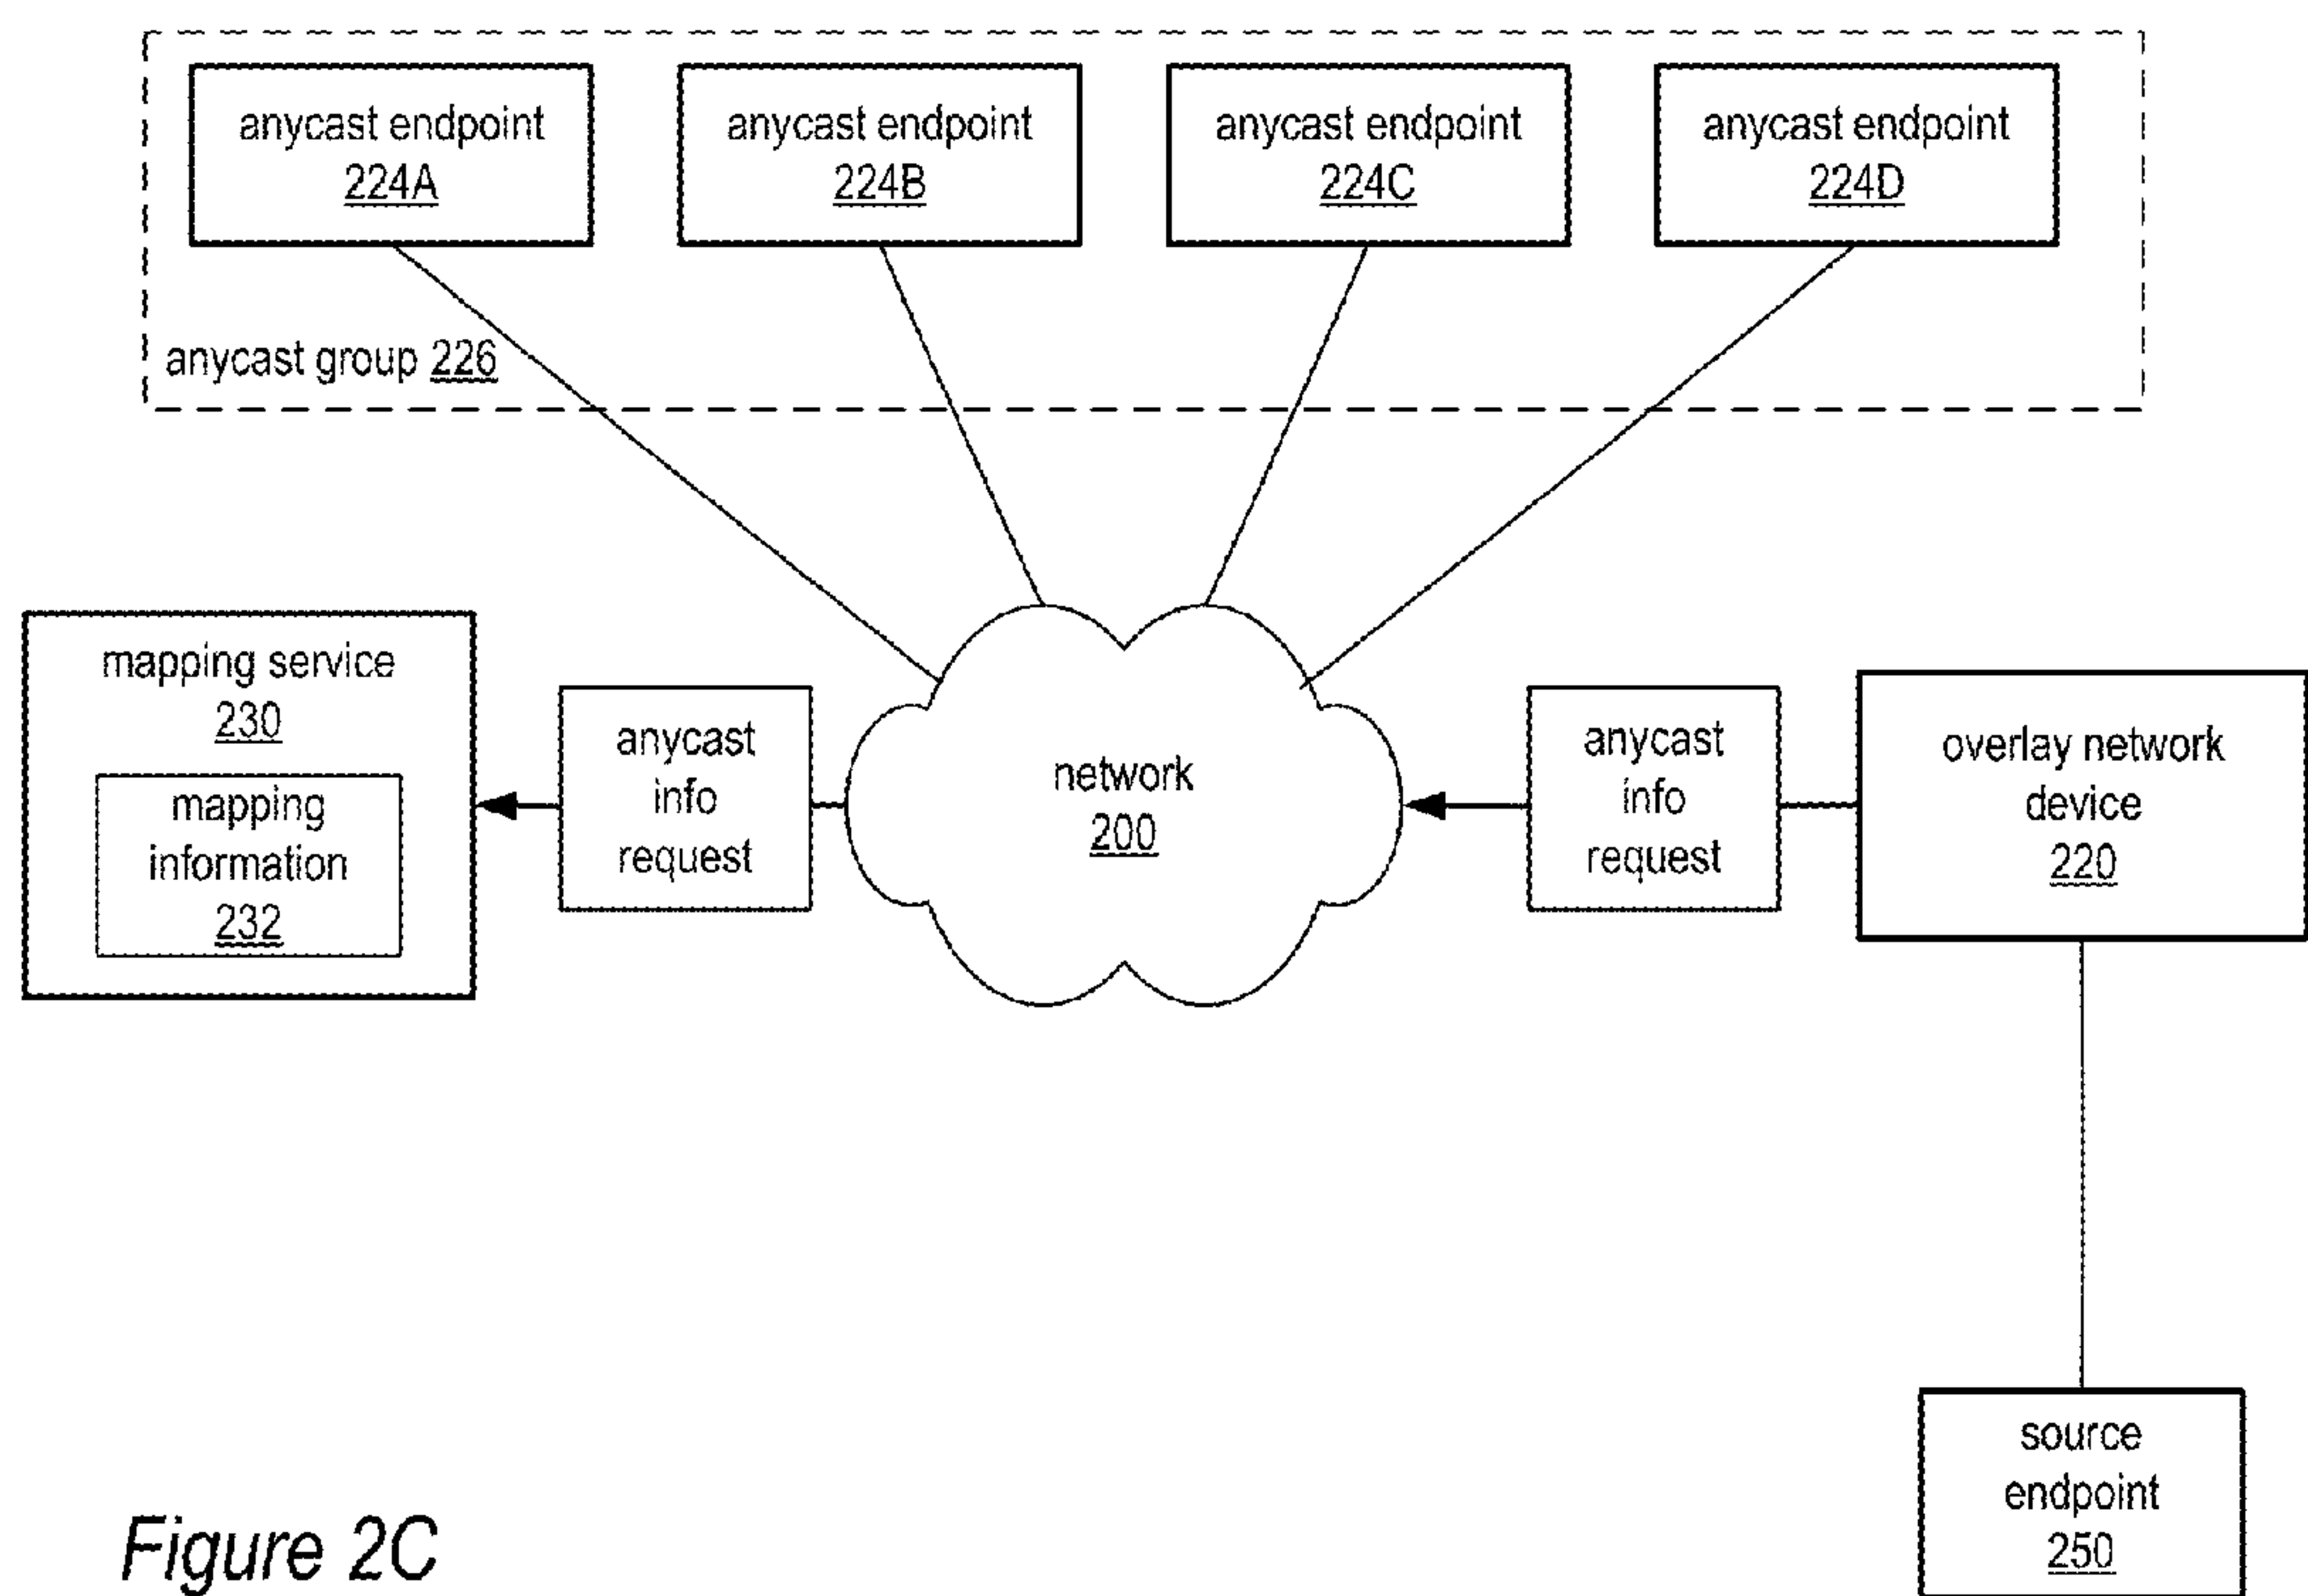 anycast endpoint
224A
anycast endpoint
224B
anycast endpoint
224C
anycast endpoint
224D
anycast group 226
mapping service
230
mapping
information
232
anycast
info
request
network
200
anycast
info
request
overlay network
device
220
source
endpoint
250
Figure 2C